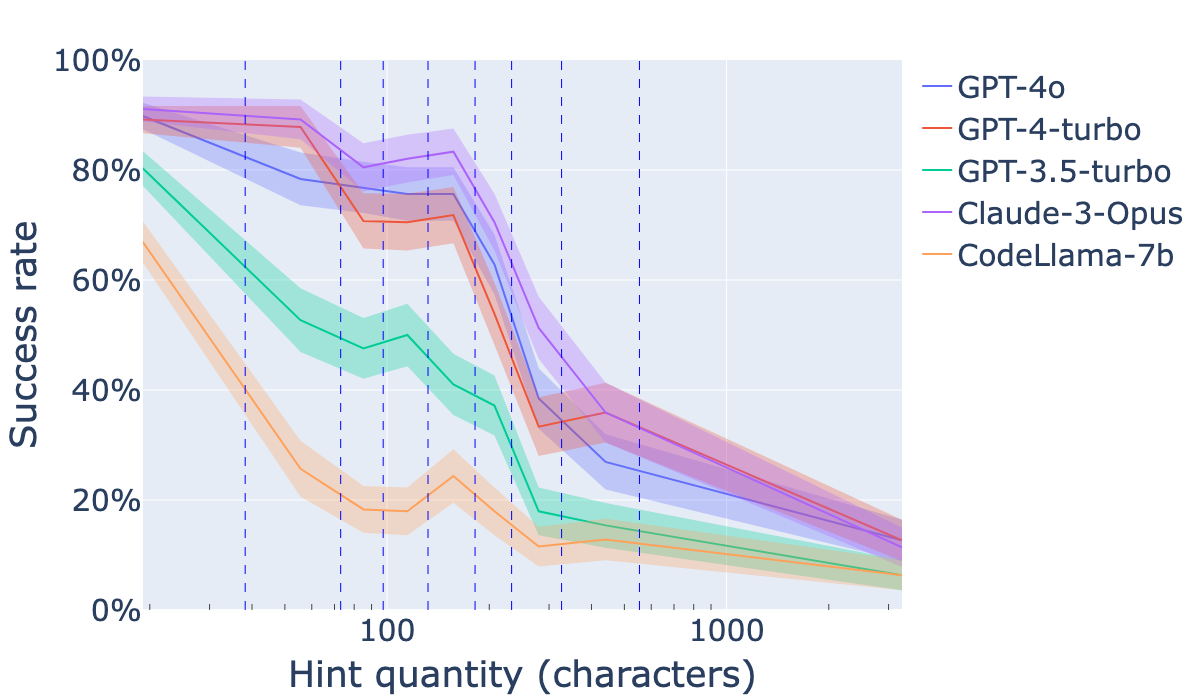 100%
80%
60%
40%
20%
0%
Success rate
100
1000
Hint quantity (characters)
GPT-4o
GPT-4-turbo
GPT-3.5-turbo
Claude-3-Opus
CodeLlama-7b